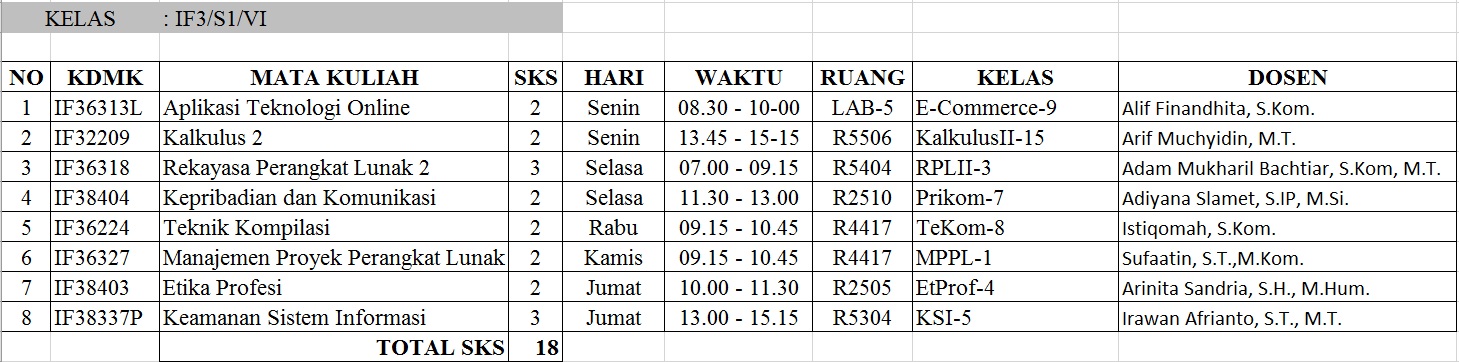 KELAS : IF3/S1/VI
NO KDMK MATA KULIAH SKS HARI WAKTU RUANG KELAS DOSEN
1 IF36313L Aplikasi Teknologi Online 2 Senin 08.30 - 10-00 LAB-5 E-Commerce-9 Alif Finandhita, S.Kom.
2 IF32209 Kalkulus 2 2 Senin 13.45 - 15-15 R5506 KalkulusII-15 Arif Muchyidin, M.T.
3 IF36318 Rekayasa Perangkat Lunak 2 3 Selasa 07.00 - 09.15 R5404 RPLII-3 Adam Mukharil Bachtiar, S.Kom, M.T.
4 IF38404 Kepribadian dan Komunikasi 2 Selasa 11.30 - 13.00 R2510 Prikom-7 Adiyana Slamet, S.IP, M.Si.
5 IF36224 Teknik Kompilasi 2 Rabu 09.15 - 10.45 R4417 TeKom-8 Istiqomah, S.Kom.
6 IF36327 Manajemen Proyek Perangkat Lunak 2 Kamis 09.15 - 10.45 R4417 MPPL-1 Sufaatin, S.T.,M.Kom.
7 IF38403 Etika Profesi 2 Jumat 10.00 - 11.30 R2505 EtProf-4 Arinita Sandria, S.H., M.Hum.
8 IF38337P Keamanan Sistem Informasi 3 Jumat 13.00 - 15.15 R5304 KSI-5 Irawan Afrianto, S.T., M.T.
TOTAL SKS 18